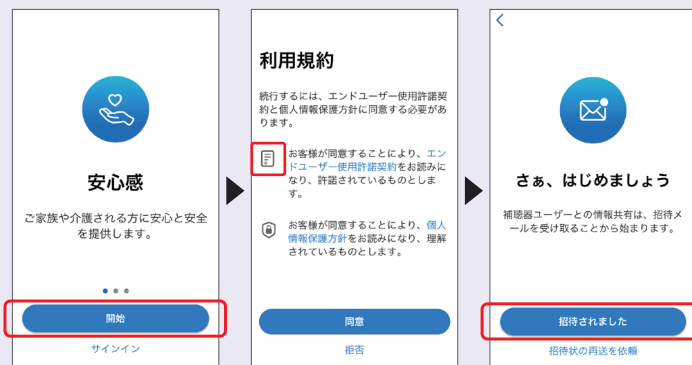 安心感
ご家族や介護される方に安心と安全
を提供します。
開始
サインイン
利用規約
続行するには、エンドユーザー使用許諾契
約と個人情報保護方針に同意する必要があ
ります。
お客様が同意することにより、エン
ドユーザー使用許諾契約をお読みに
なり、許諾されているものとしま
す。
お客様が同意することにより、個人
情報保護方針をお読みになり、理解
されているものとします。
同意
拒否
さぁ、はじめましょう
補聴器ユーザーとの情報共有は、招待メ
ールを受け取ることから始まります。
招待されました
招待状の再送を依頼